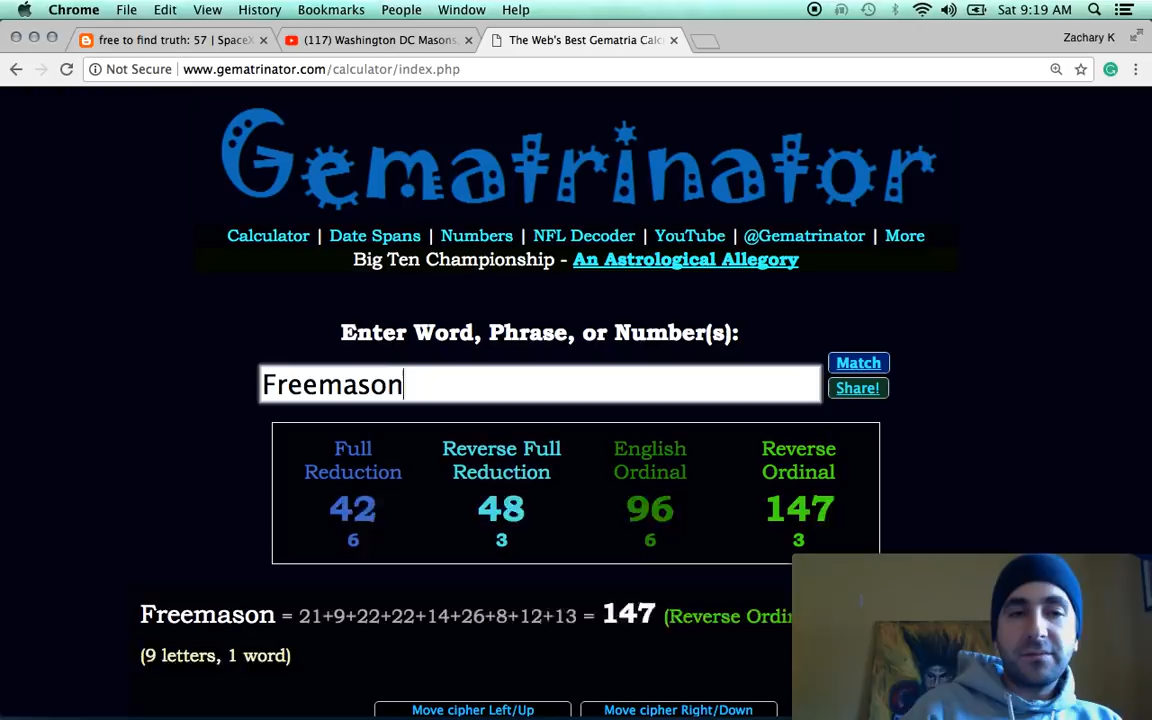 Chrome File Edit View History Bookmarks People Window Help Sat 9:19 AM
free to find truth: 57 | SpaceX (117) Washington DC Masons, The Web's Best Gematria Calc Zachary K
Not Secure | www.gematrinator.com/calculator/index.php
Gematrinator
Calculator | Date Spans | Numbers | NFL Decoder | YouTube | @Gematrinator | More
Big Ten Championship - An Astrological Allegory
Enter Word, Phrase, or Number(s):
Match
Freemason
Share!
Full Reverse Full English Reverse
Reduction Reduction Ordinal Ordinal
42 48 96 147
6 3 6 3
Freemason = 21+9+22+22+14+26+8+12+13 = 147 (Reverse Ordin
(9 letters, 1 word)
Move cipher Left/Up Move cipher Right/Down